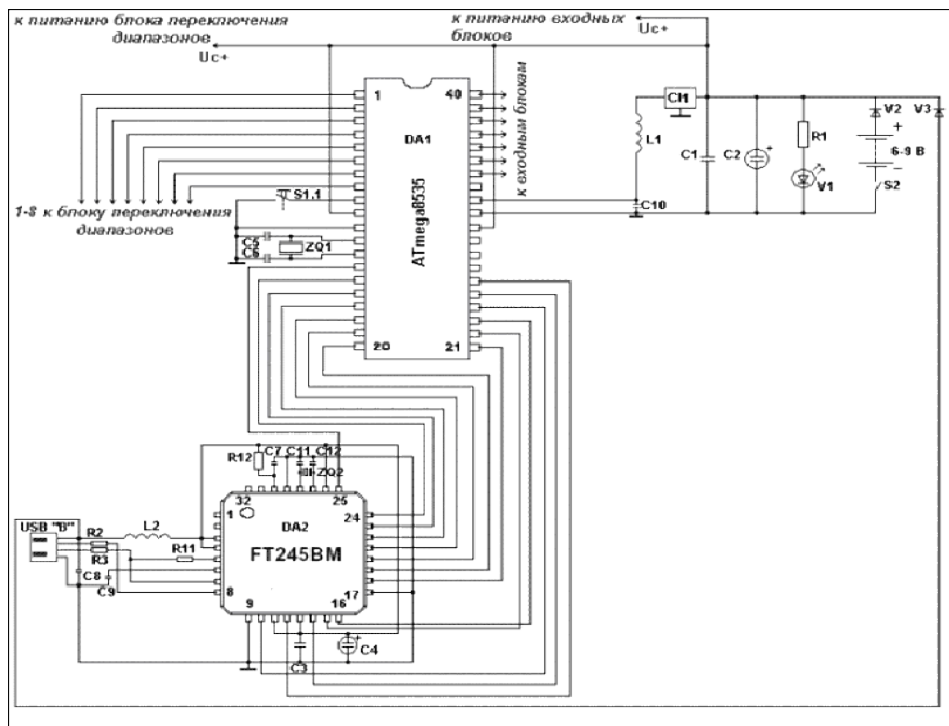 к питанию блока переключения
диапазонов
Uc+
к питанию входных
блоков
Uc+
1
40
DA1
ATmega8535
20
21
к входным блокам
1-8 к блоку переключения
диапазонов
S1.1
C5
C6
ZQ1
L1
CI1
C1
C2
R1
V1
V2
V3
+
6-9 В
−
S2
C10
R12
C7
C11
C12
ZQ2
32
25
1
24
DA2
FT245BM
8
17
9
16
USB "B"
R2
R3
L2
R11
C8
C9
C3
C4
+